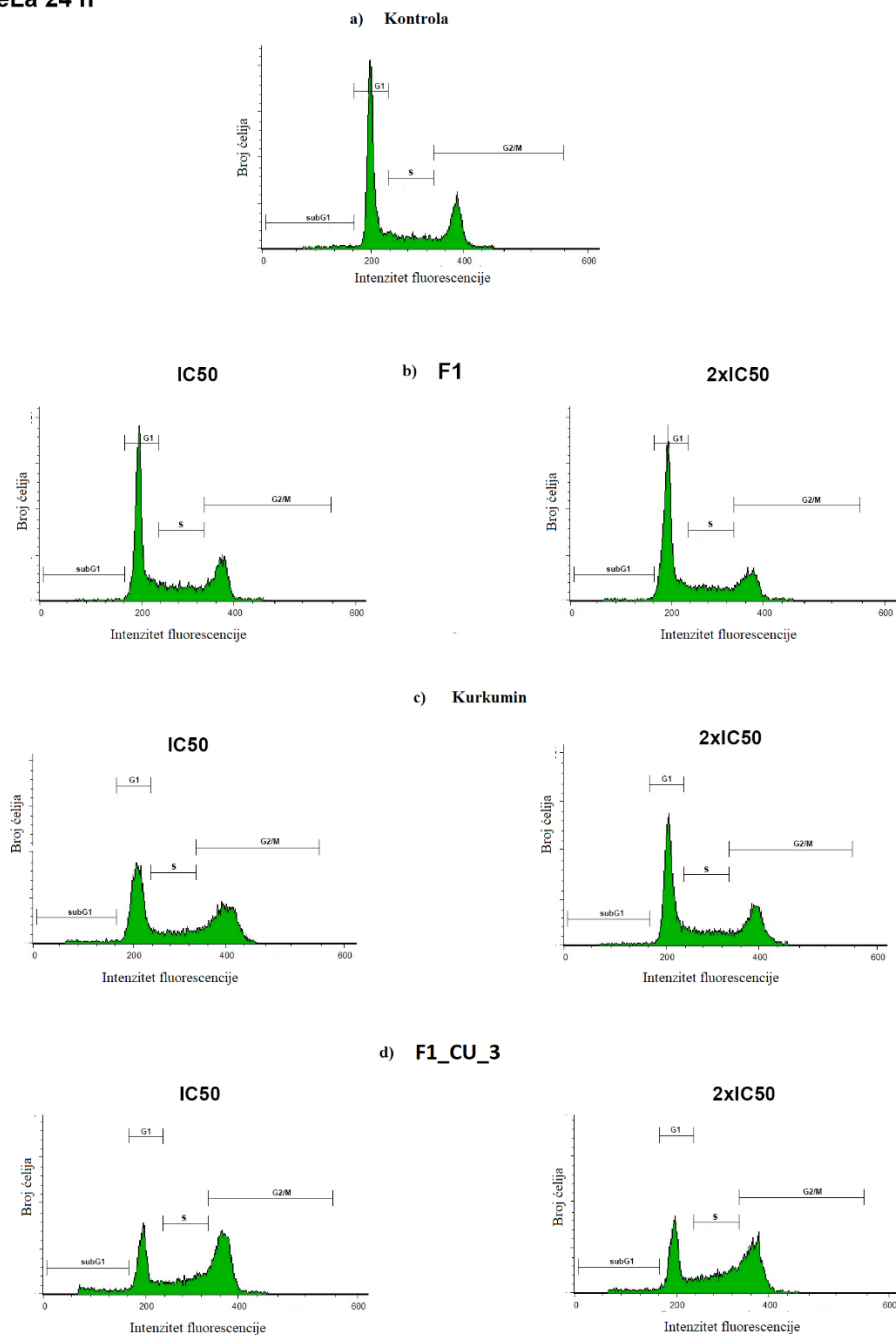 eLa 24 h
a) Kontrola
Broj ćelija
G1
G2/M
S
subG1
0 200 400 600
Intenzitet fluorescencije
b) F1
IC50
Broj ćelija
G1
G2/M
S
subG1
0 200 400 600
Intenzitet fluorescencije
2xIC50
Broj ćelija
G1
G2/M
S
subG1
0 200 400 600
Intenzitet fluorescencije
c) Kurkumin
IC50
Broj ćelija
G1
G2/M
S
subG1
0 200 400 600
Intenzitet fluorescencije
2xIC50
Broj ćelija
G1
G2/M
S
subG1
0 200 400 600
Intenzitet fluorescencije
d) F1_CU_3
IC50
Broj ćelija
G1
G2/M
S
subG1
0 200 400 600
Intenzitet fluorescencije
2xIC50
Broj ćelija
G1
G2/M
S
subG1
0 200 400 600
Intenzitet fluorescencije